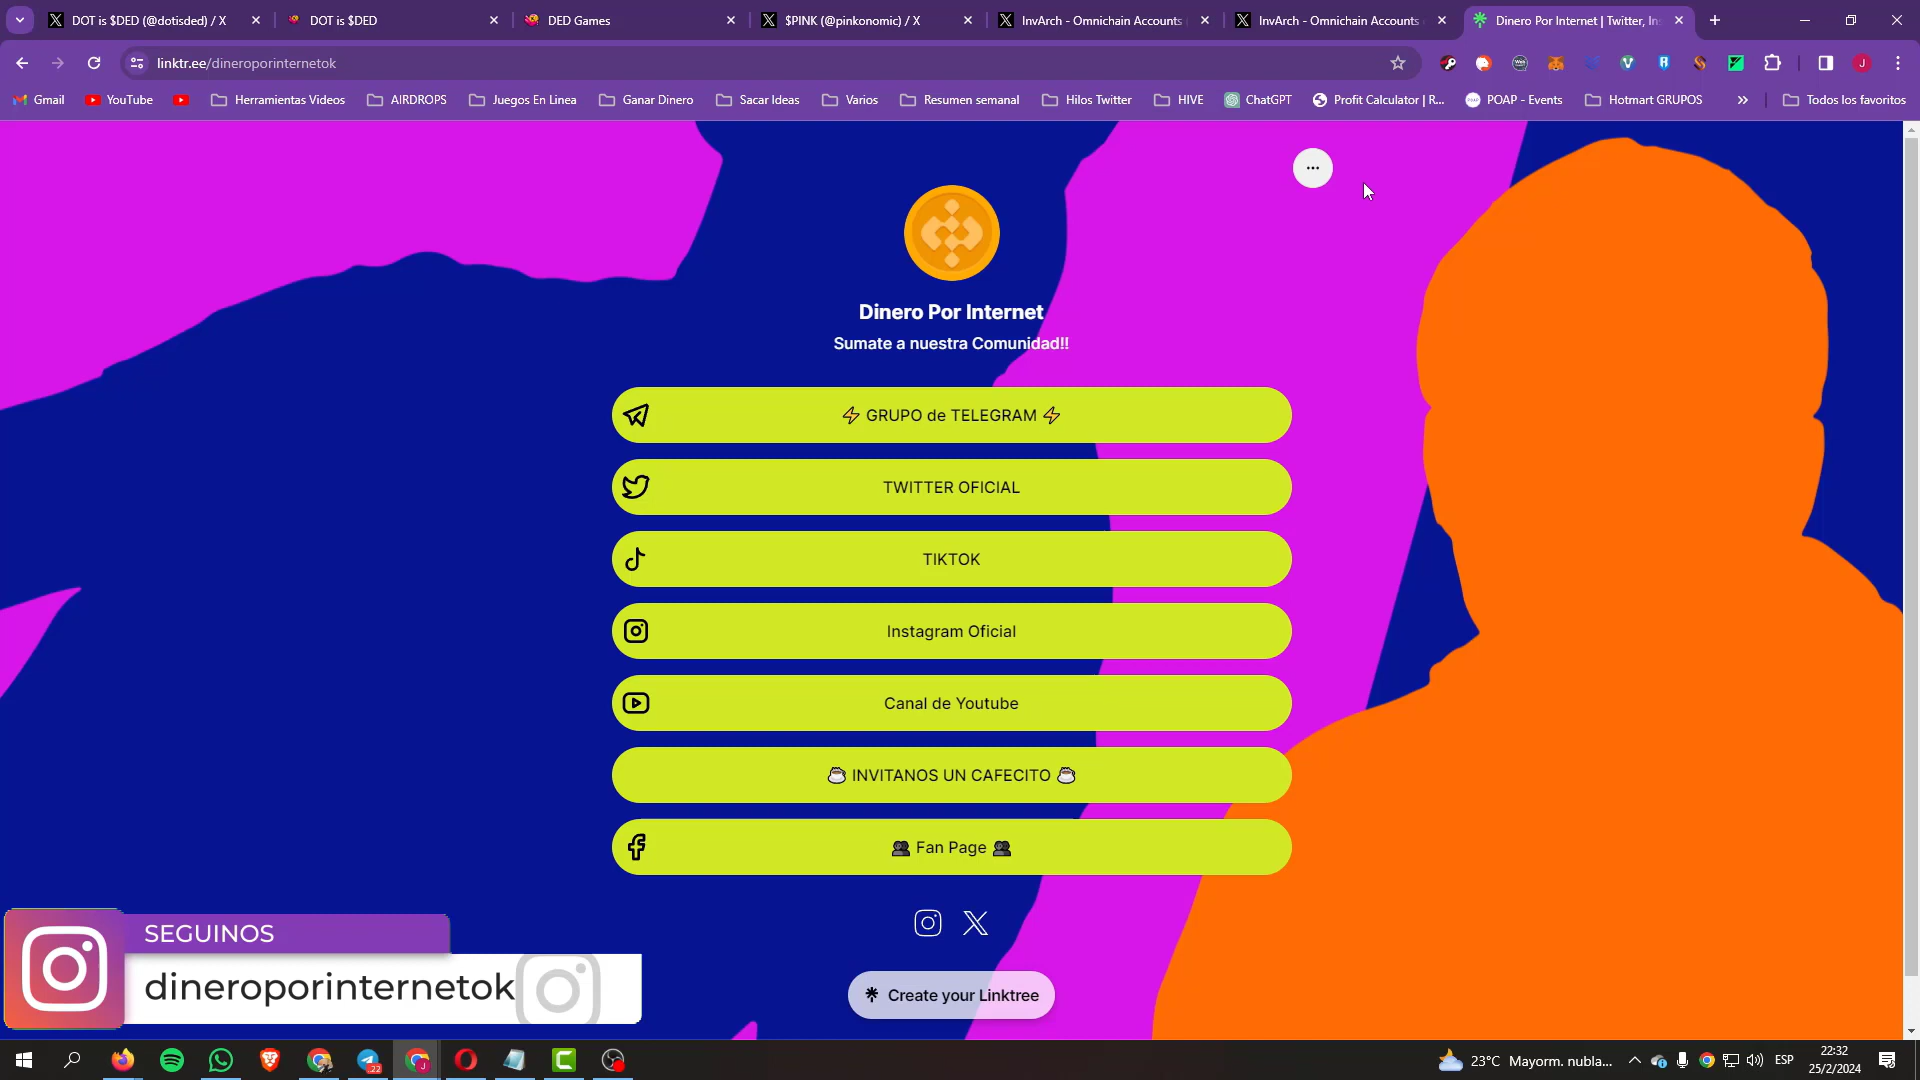 DOT is $DED (@dotisded) / X
DOT is $DED
DED Games
$PINK (@pinkonomic) / X
InvArch - Omnichain Accounts
InvArch - Omnichain Accounts
Dinero Por Internet | Twitter, In
linktr.ee/dineroporinternetok
J
Gmail
YouTube
Herramientas Videos
AIRDROPS
Juegos En Linea
Ganar Dinero
Sacar Ideas
Varios
Resumen semanal
Hilos Twitter
HIVE
ChatGPT
Profit Calculator | R...
POAP - Events
Hotmart GRUPOS
Todos los favoritos
Dinero Por Internet
Sumate a nuestra Comunidad!!
⚡ GRUPO de TELEGRAM ⚡
TWITTER OFICIAL
TIKTOK
Instagram Oficial
Canal de Youtube
☕ INVITANOS UN CAFECITO ☕
👥 Fan Page 👥
Create your Linktree
SEGUINOS
dineroporinternetok
22
23°C Mayorm. nubla...
ESP
22:32
25/2/2024